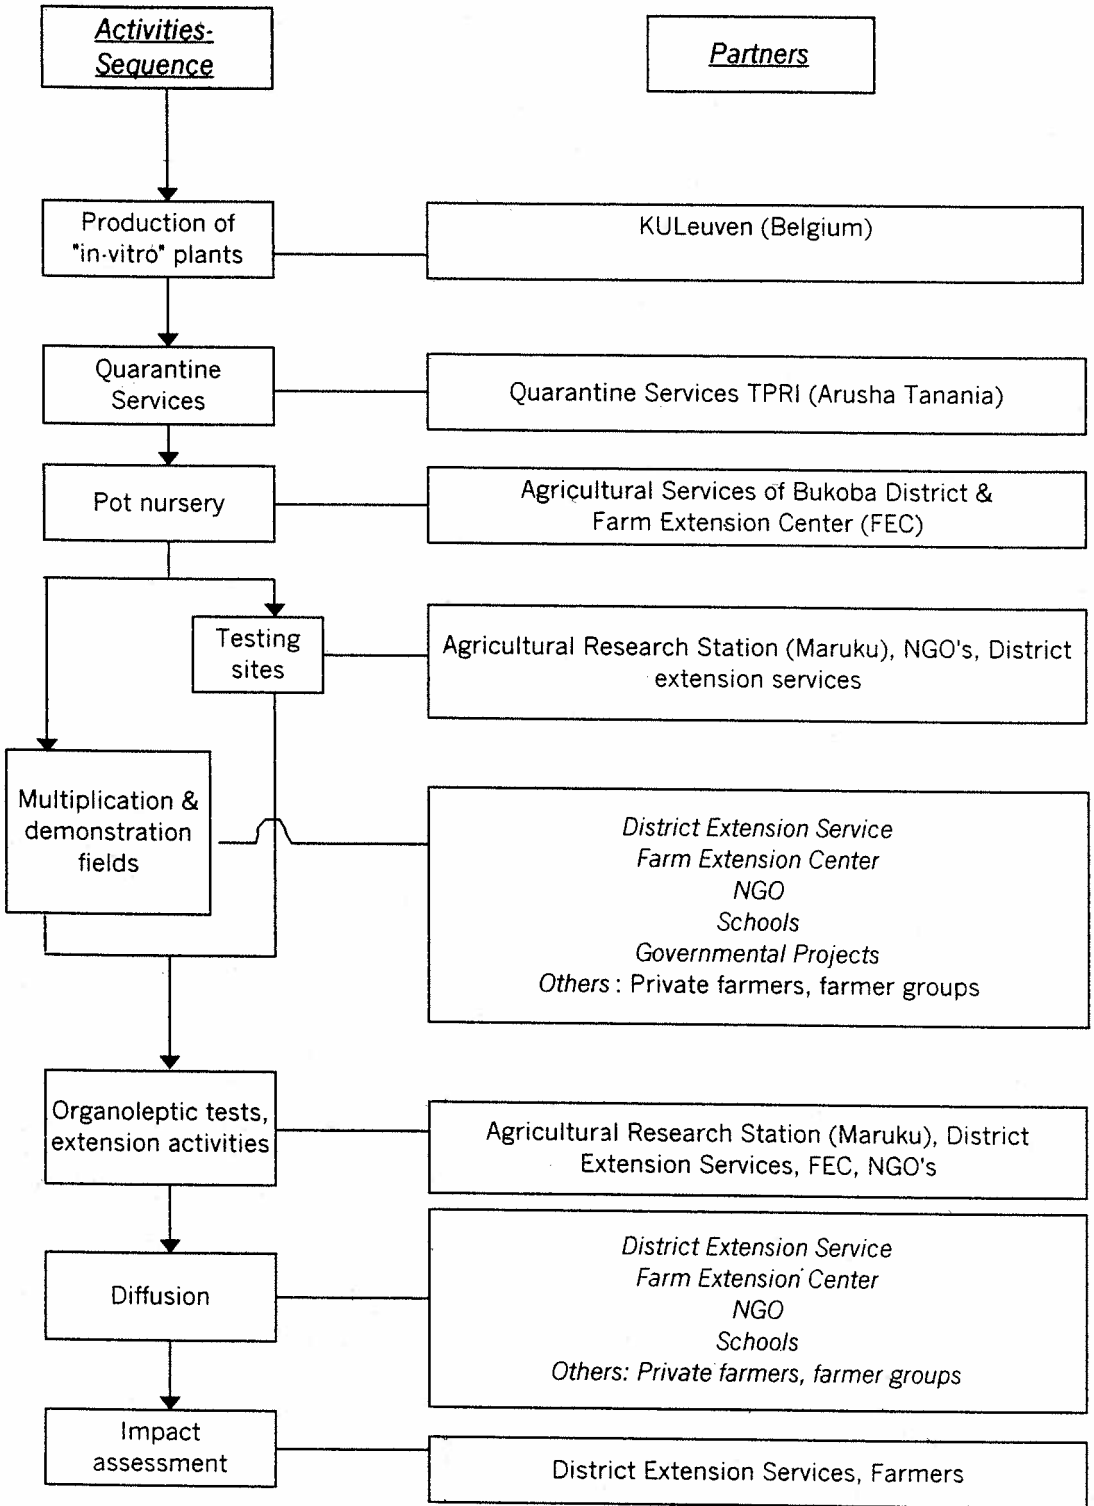 Activities-
Sequence
Partners
Production of
"in-vitro" plants
KULeuven (Belgium)
Quarantine
Services
Quarantine Services TPRI (Arusha Tanania)
Pot nursery
Agricultural Services of Bukoba District &
Farm Extension Center (FEC)
Testing
sites
Agricultural Research Station (Maruku), NGO's, District
extension services
Multiplication &
demonstration
fields
District Extension Service
Farm Extension Center
NGO
Schools
Governmental Projects
Others : Private farmers, farmer groups
Organoleptic tests,
extension activities
Agricultural Research Station (Maruku), District
Extension Services, FEC, NGO's
Diffusion
District Extension Service
Farm Extension Center
NGO
Schools
Others: Private farmers, farmer groups
Impact
assessment
District Extension Services, Farmers